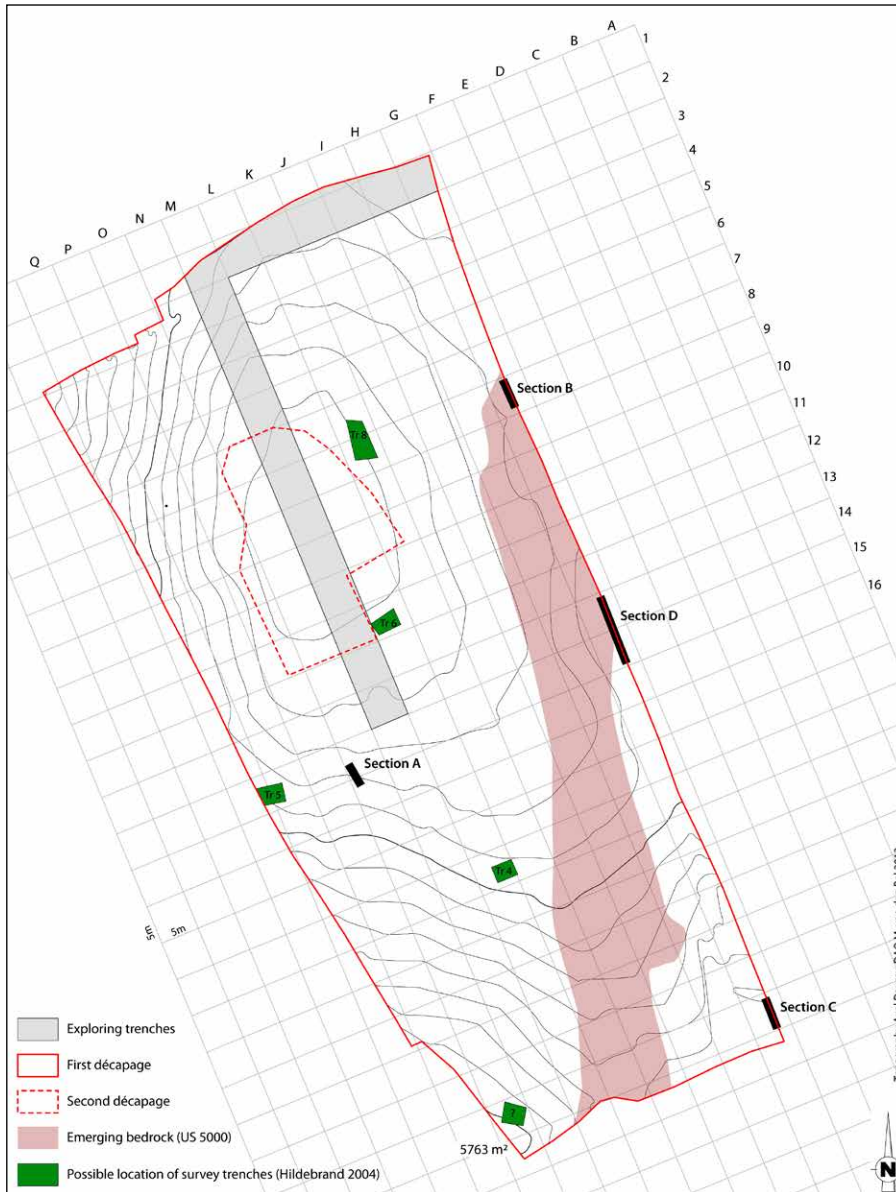 A
B
C
D
E
F
G
H
I
J
K
L
M
N
O
P
Q
1
2
3
4
5
6
7
8
9
10
11
12
13
14
15
16
Section B
Tr 8
Section D
Tr 6
Section A
Tr 5
Tr 4
5m
5m
Section C
?
5763 m²
Exploring trenches
First décapage
Second décapage
Emerging bedrock (US 5000)
Possible location of survey trenches (Hildebrand 2004)
N